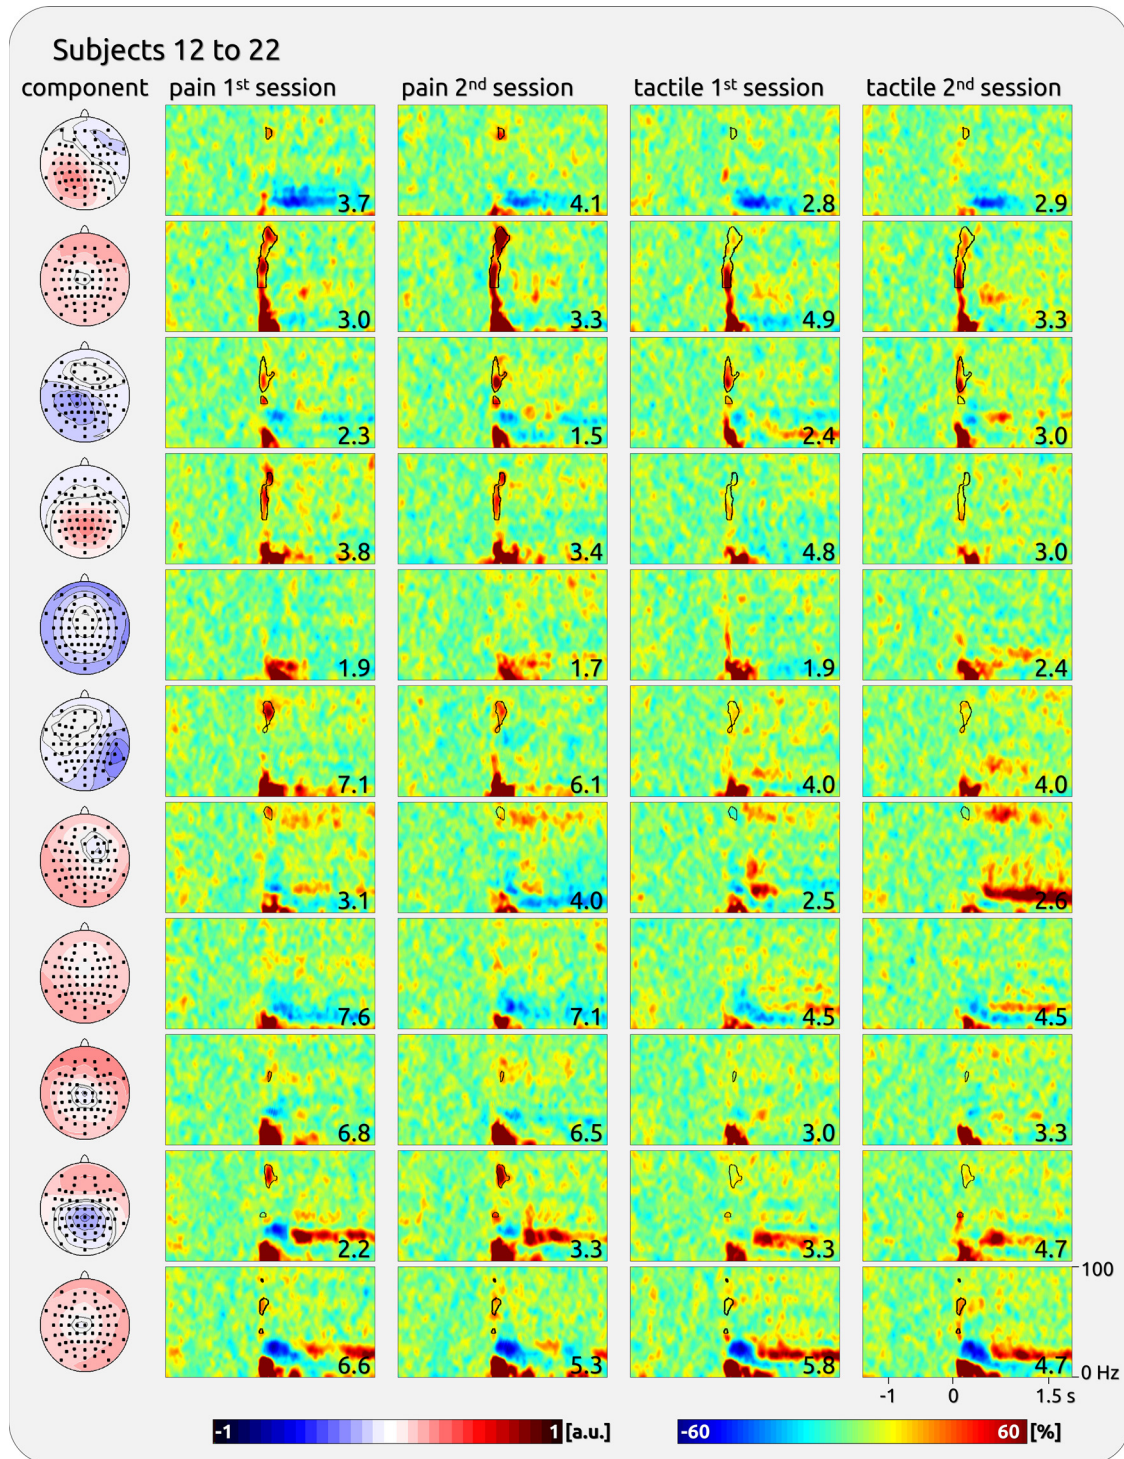 Subjects 12 to 22
component pain 1st session pain 2nd session tactile 1st session tactile 2nd session
3.7 4.1 2.8 2.9
3.0 3.3 4.9 3.3
2.3 1.5 2.4 3.0
3.8 3.4 4.8 3.0
1.9 1.7 1.9 2.4
7.1 6.1 4.0 4.0
3.1 4.0 2.5 2.6
7.6 7.1 4.5 4.5
6.8 6.5 3.0 3.3
2.2 3.3 3.3 4.7
100
6.6 5.3 5.8 4.7
0 Hz
-1 0 1.5 s
-1 1 [a.u.] -60 60 [%]